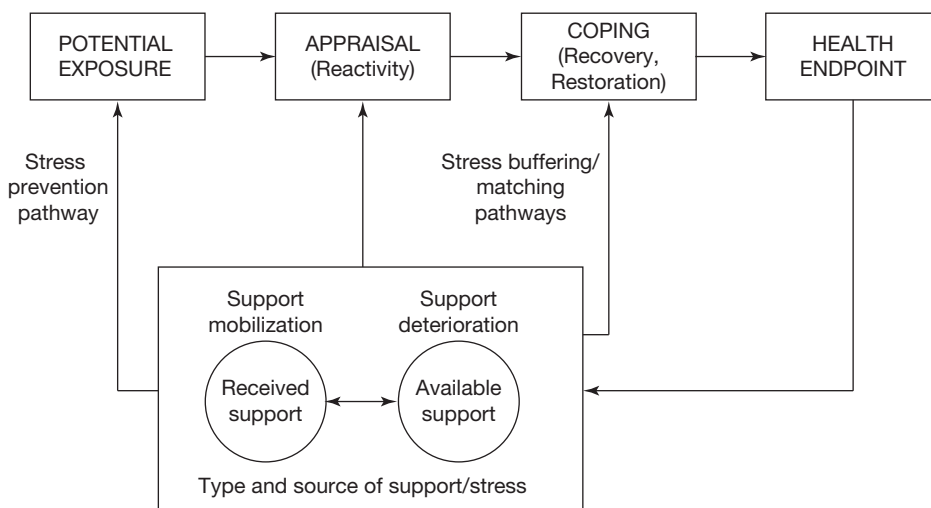 POTENTIAL
EXPOSURE
APPRAISAL
(Reactivity)
COPING
(Recovery,
Restoration)
HEALTH
ENDPOINT
Stress
prevention
pathway
Stress buffering/
matching
pathways
Support
mobilization
Support
deterioration
Received
support
Available
support
Type and source of support/stress